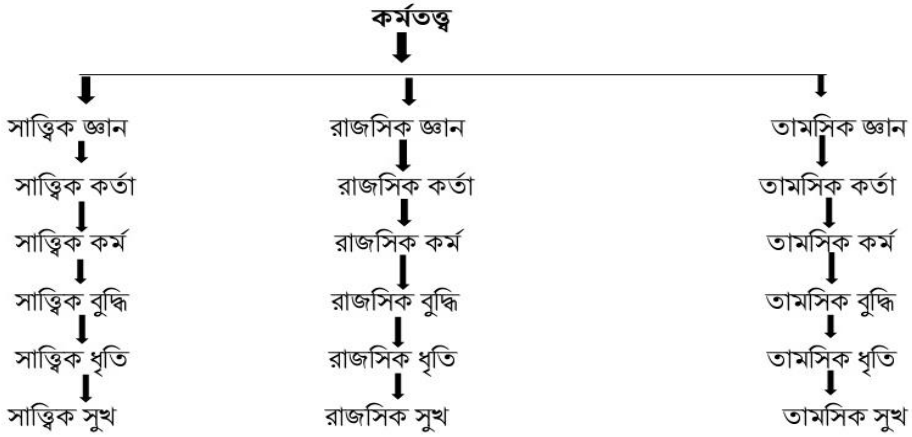 কর্মতত্ত্ব
সাত্ত্বিক জ্ঞান রাজসিক জ্ঞান তামসিক জ্ঞান
সাত্ত্বিক কর্তা রাজসিক কর্তা তামসিক কর্তা
সাত্ত্বিক কর্ম রাজসিক কর্ম তামসিক কর্ম
সাত্ত্বিক বুদ্ধি রাজসিক বুদ্ধি তামসিক বুদ্ধি
সাত্ত্বিক ধৃতি রাজসিক ধৃতি তামসিক ধৃতি
সাত্ত্বিক সুখ রাজসিক সুখ তামসিক সুখ